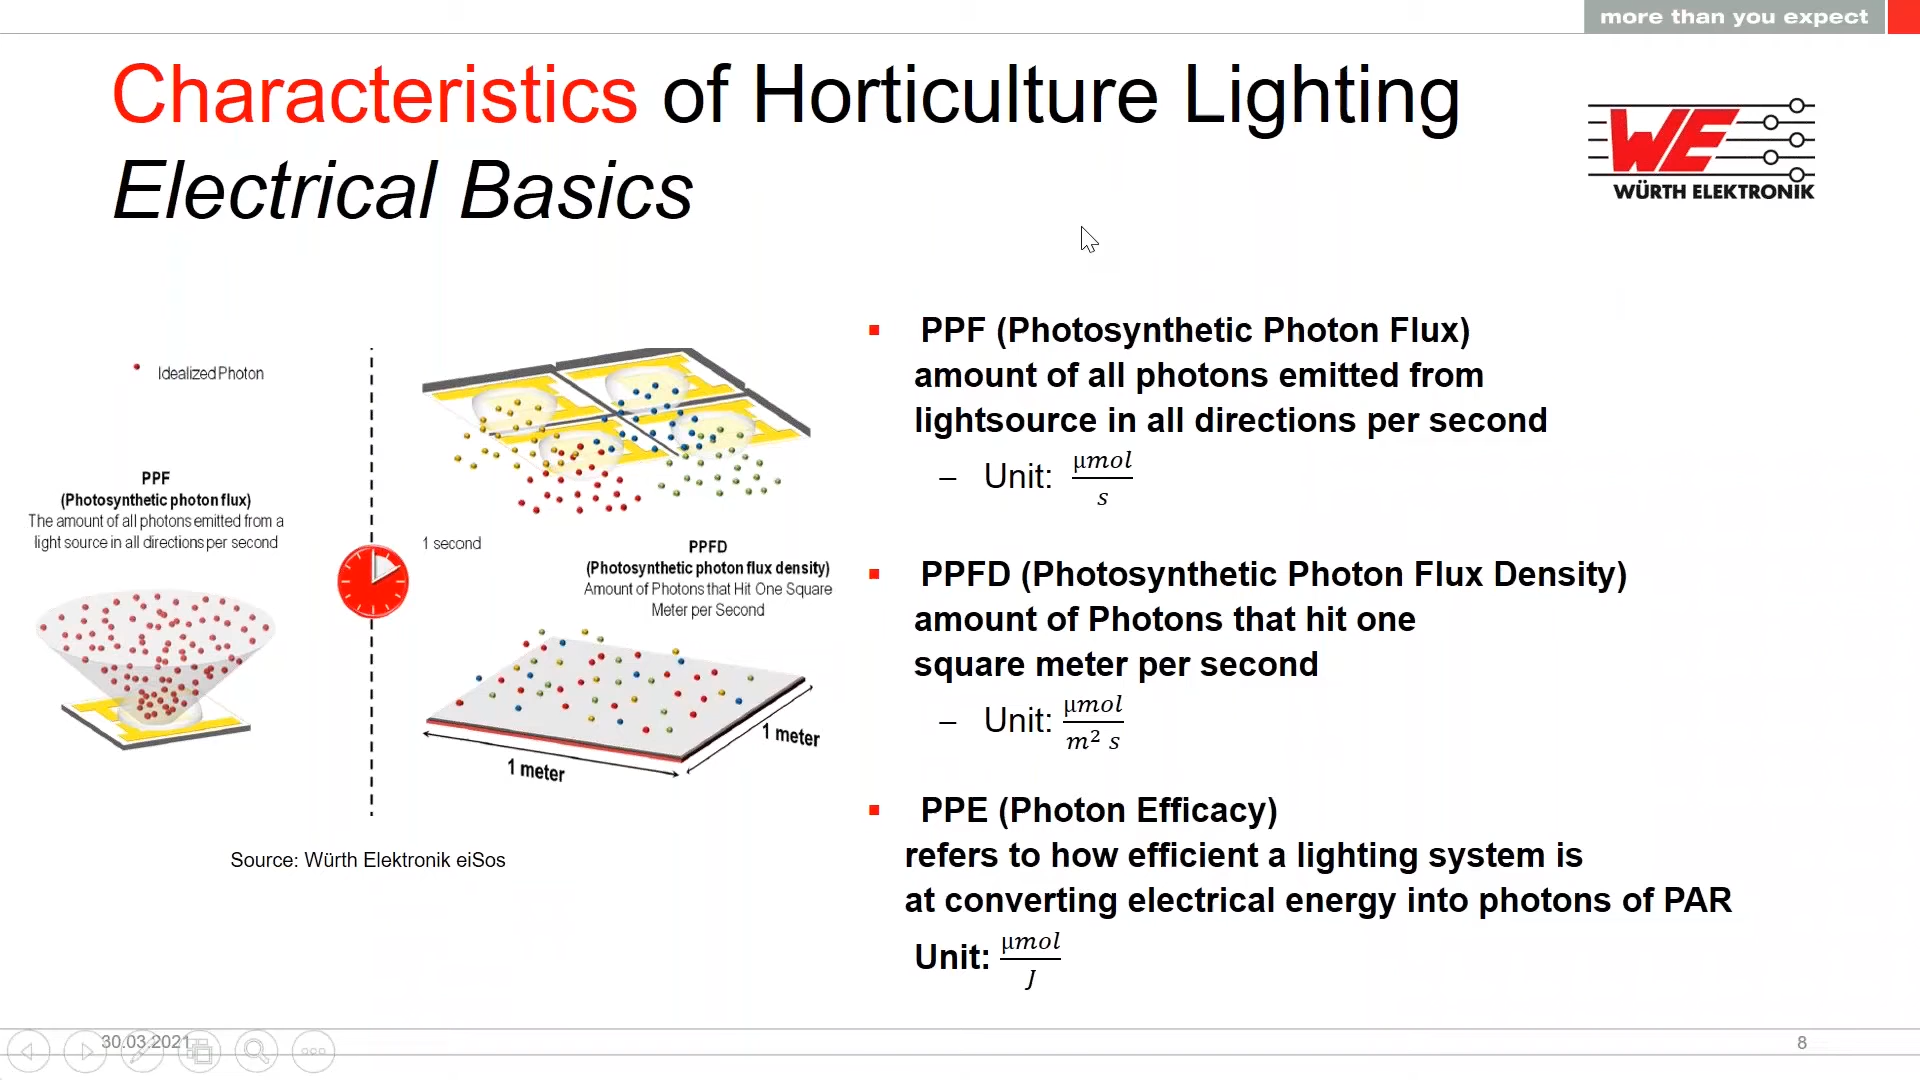 more than you expect
Characteristics of Horticulture Lighting
Electrical Basics
WE
WÜRTH ELEKTRONIK
Idealized Photon
PPF
(Photosynthetic photon flux)
The amount of all photons emitted from a
light source in all directions per second
1 second
PPFD
(Photosynthetic photon flux density)
Amount of Photons that Hit One Square
Meter per Second
1 meter
1 meter
Source: Würth Elektronik eiSos
▪ PPF (Photosynthetic Photon Flux)
amount of all photons emitted from
lightsource in all directions per second
– Unit: µmol/s
▪ PPFD (Photosynthetic Photon Flux Density)
amount of Photons that hit one
square meter per second
– Unit: µmol/m² s
▪ PPE (Photon Efficacy)
refers to how efficient a lighting system is
at converting electrical energy into photons of PAR
Unit: µmol/J
30.03.2021
8